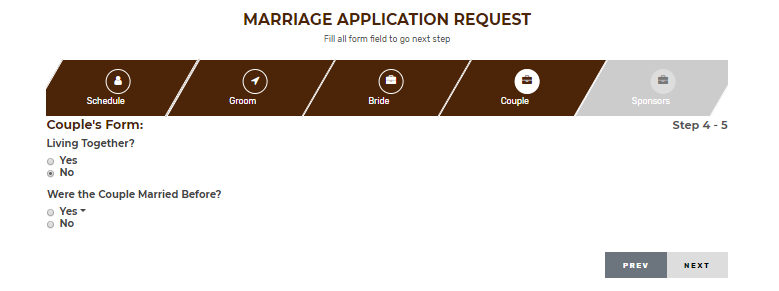 MARRIAGE APPLICATION REQUEST
Fill all form field to go next step
Schedule Groom Bride Couple Sponsors
Couple's Form: Step 4 - 5
Living Together?
Yes
No
Were the Couple Married Before?
Yes
No
PREV NEXT